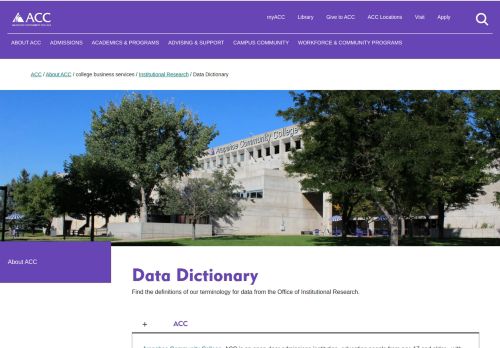 ACC
myACC Library Give to ACC ACC Locations Visit Apply
ABOUT ACC ADMISSIONS ACADEMICS & PROGRAMS ADVISING & SUPPORT CAMPUS COMMUNITY WORKFORCE & COMMUNITY PROGRAMS
ACC / About ACC / college business services / Institutional Research / Data Dictionary
Arapahoe Community College
About ACC
Data Dictionary
Find the definitions of our terminology for data from the Office of Institutional Research.
+ ACC